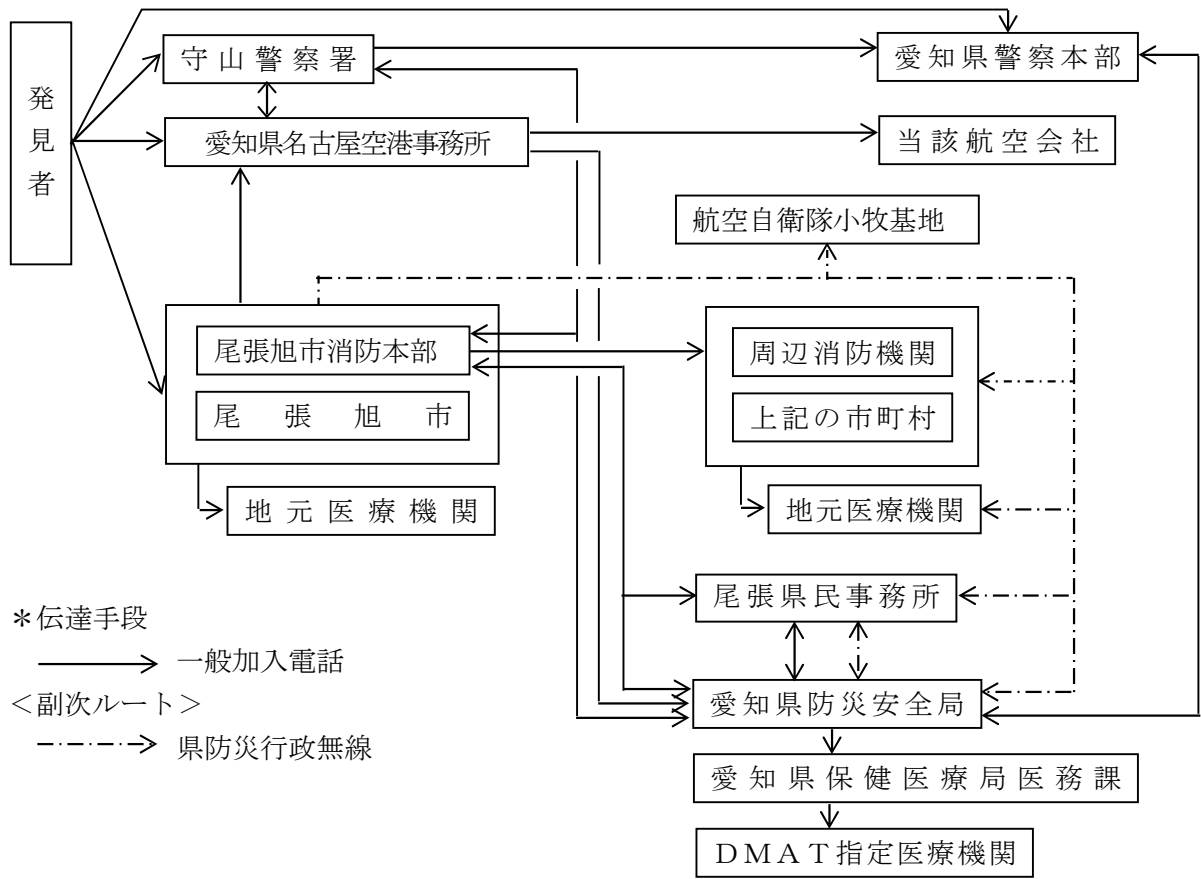 発見者
守山警察署
愛知県警察本部
愛知県名古屋空港事務所
当該航空会社
航空自衛隊小牧基地
尾張旭市消防本部
尾張旭市
周辺消防機関
上記の市町村
地元医療機関
地元医療機関
尾張県民事務所
＊伝達手段
一般加入電話
＜副次ルート＞
県防災行政無線
愛知県防災安全局
愛知県保健医療局医務課
ＤＭＡＴ指定医療機関